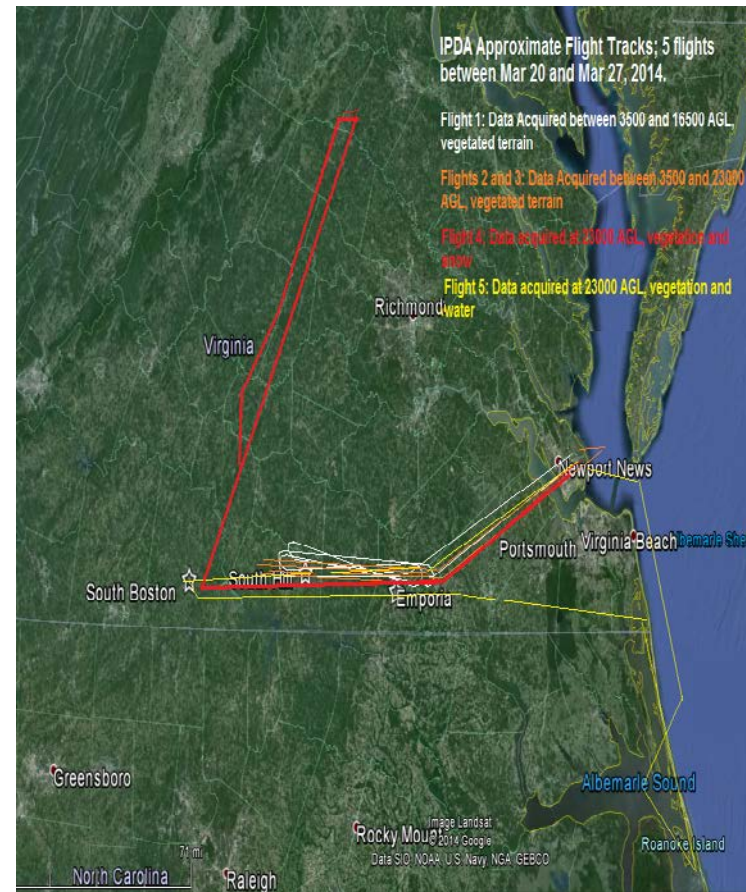 IPDA Approximate Flight Tracks; 5 flights
between Mar 20 and Mar 27, 2014.
Flight 1: Data Acquired between 3500 and 16500 AGL,
vegetated terrain
Flights 2 and 3: Data Acquired between 3500 and 23000
AGL, vegetated terrain
Flight 4: Data acquired at 23000 AGL, vegetation and
snow
Flight 5: Data acquired at 23000 AGL, vegetation and
water
Richmond
Virginia
Newport News
Portsmouth
Virginia Beach
Albemarle She
South Boston
South Hill
Emporia
Greensboro
Albemarle Sound
Rocky Mount
Image Landsat
© 2014 Google
Data SIO, NOAA, U.S. Navy, NGA, GEBCO
Roanoke Island
71 mi
North Carolina
Raleigh